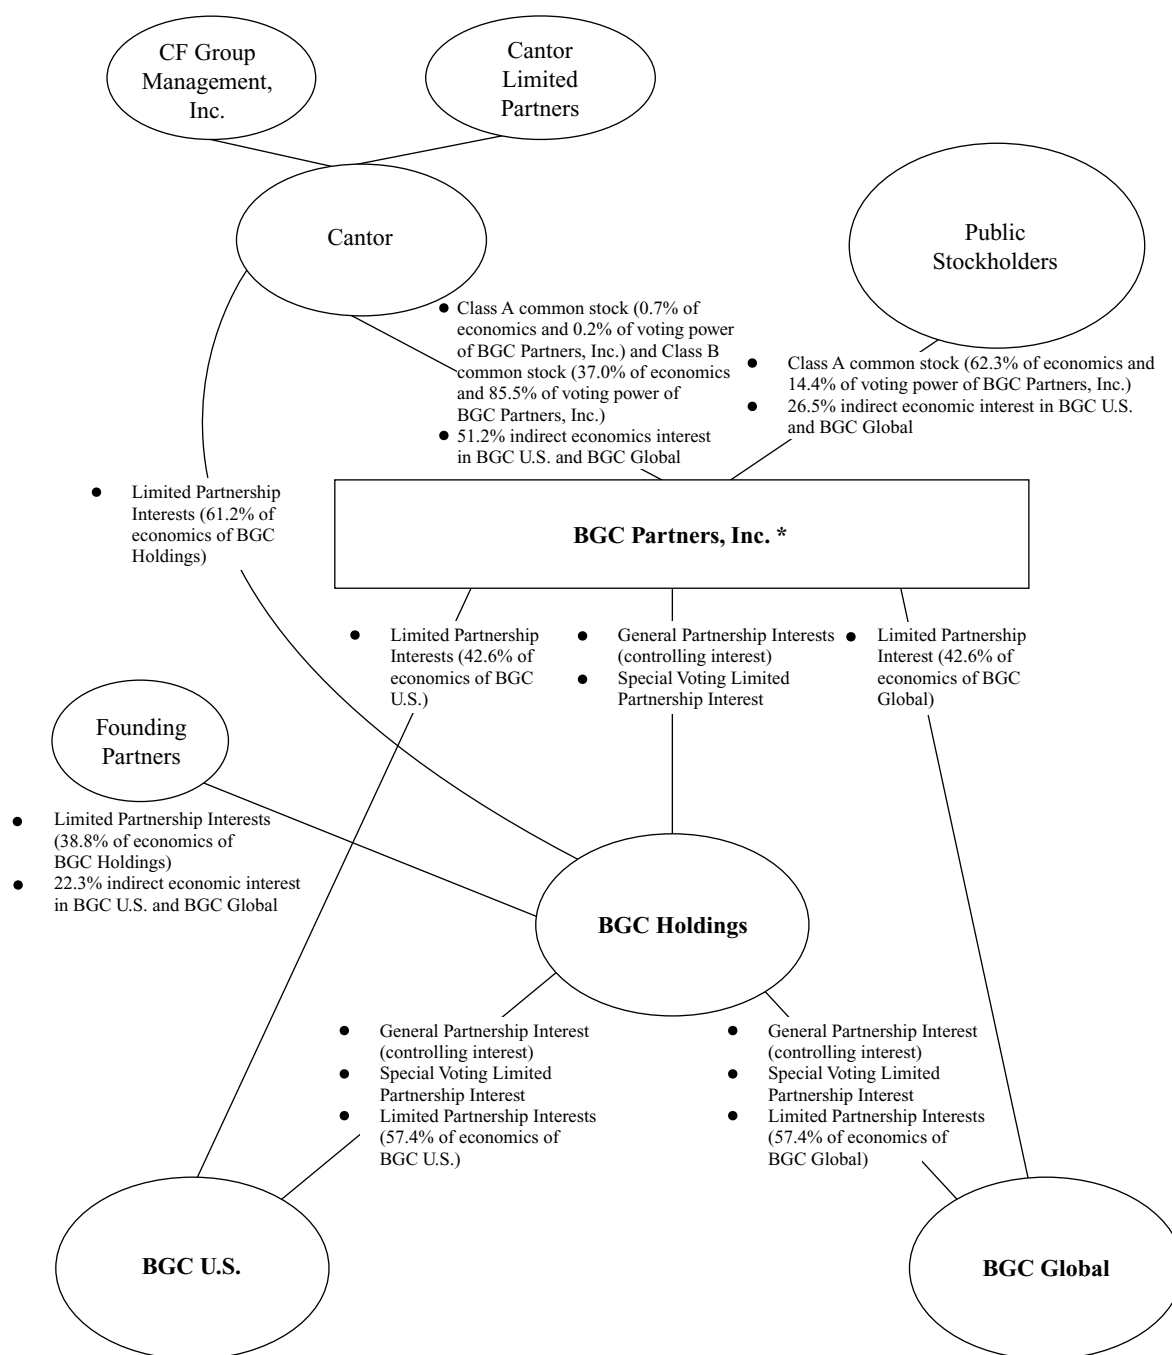 CF Group
Management,
Inc.
Cantor
Limited
Partners
Cantor
Public
Stockholders
● Class A common stock (0.7% of
economics and 0.2% of voting power
of BGC Partners, Inc.) and Class B
common stock (37.0% of economics
and 85.5% of voting power of
BGC Partners, Inc.)
● 51.2% indirect economics interest
in BGC U.S. and BGC Global
● Class A common stock (62.3% of economics and
14.4% of voting power of BGC Partners, Inc.)
● 26.5% indirect economic interest in BGC U.S.
and BGC Global
● Limited Partnership
Interests (61.2% of
economics of BGC
Holdings)
BGC Partners, Inc. *
● Limited Partnership
Interests (42.6% of
economics of BGC
U.S.)
● General Partnership Interests
(controlling interest)
● Special Voting Limited
Partnership Interest
● Limited Partnership
Interest (42.6% of
economics of BGC
Global)
Founding
Partners
● Limited Partnership Interests
(38.8% of economics of
BGC Holdings)
● 22.3% indirect economic interest
in BGC U.S. and BGC Global
BGC Holdings
● General Partnership Interest
(controlling interest)
● Special Voting Limited
Partnership Interest
● Limited Partnership Interests
(57.4% of economics of
BGC U.S.)
● General Partnership Interest
(controlling interest)
● Special Voting Limited
Partnership Interest
● Limited Partnership Interests
(57.4% of economics of
BGC Global)
BGC U.S.
BGC Global